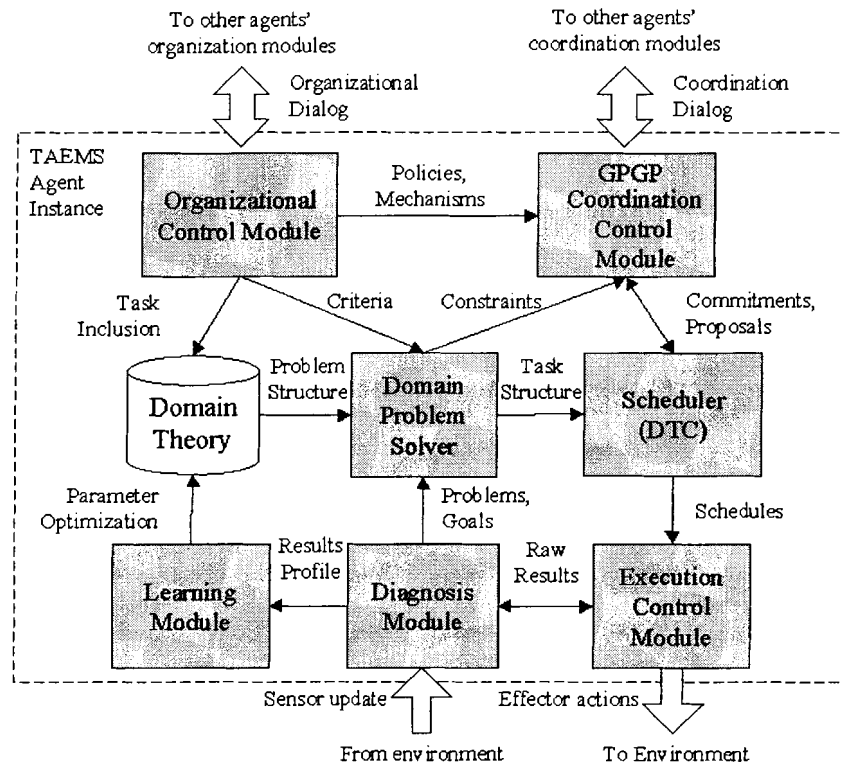 To other agents'
organization modules
To other agents'
coordination modules
Organizational
Dialog
Coordination
Dialog
TAEMS
Agent
Instance
Organizational
Control Module
Policies,
Mechanisms
GPGP
Coordination
Control
Module
Task
Inclusion
Criteria
Constraints
Commitments,
Proposals
Domain
Theory
Problem
Structure
Domain
Problem
Solver
Task
Structure
Scheduler
(DTC)
Parameter
Optimization
Problems,
Goals
Schedules
Learning
Module
Results
Profile
Diagnosis
Module
Raw
Results
Execution
Control
Module
Sensor update
Effector actions
From environment
To Environment